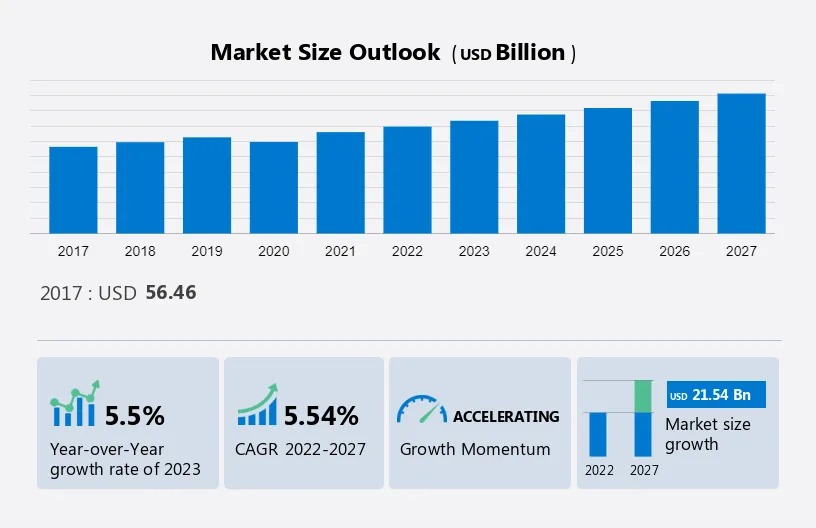 Market Size Outlook ( USD Billion )
2017 2018 2019 2020 2021 2022 2023 2024 2025 2026 2027
2017 : USD 56.46
5.5%
Year-over-Year
growth rate of 2023
5.54%
CAGR 2022-2027
ACCELERATING
Growth Momentum
USD 21.54 Bn
Market size
growth
2022 2027